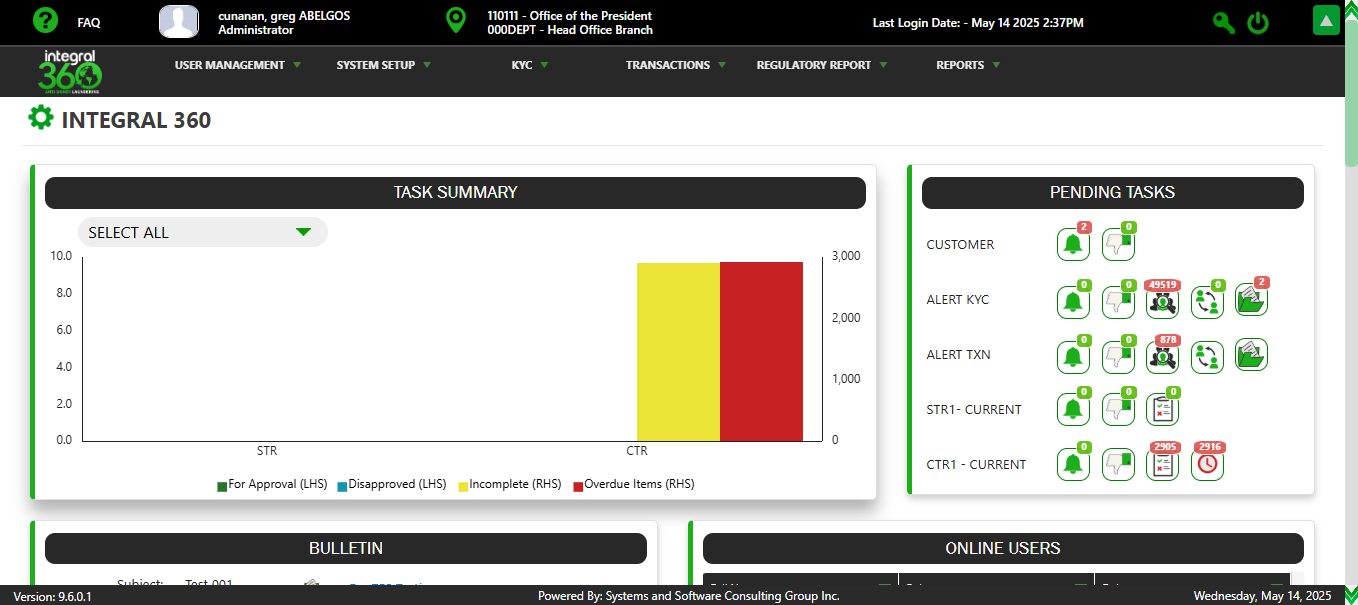 FAQ
cunanan, greg ABELGOS
Administrator
110111 - Office of the President
000DEPT - Head Office Branch
Last Login Date: - May 14 2025 2:37PM
integral
360
USER MANAGEMENT
SYSTEM SETUP
KYC
TRANSACTIONS
REGULATORY REPORT
REPORTS
INTEGRAL 360
TASK SUMMARY
SELECT ALL
10.0
8.0
6.0
4.0
2.0
0.0
3,000
2,000
1,000
0
STR
CTR
For Approval (LHS)
Disapproved (LHS)
Incomplete (RHS)
Overdue Items (RHS)
PENDING TASKS
CUSTOMER
2
0
ALERT KYC
0
0
49519
0
2
ALERT TXN
0
0
878
STR1- CURRENT
0
0
0
CTR1 - CURRENT
0
2905
2916
BULLETIN
Subject:
Test 001
ONLINE USERS
Version: 9.6.0.1
Powered By: Systems and Software Consulting Group Inc.
Wednesday, May 14, 2025